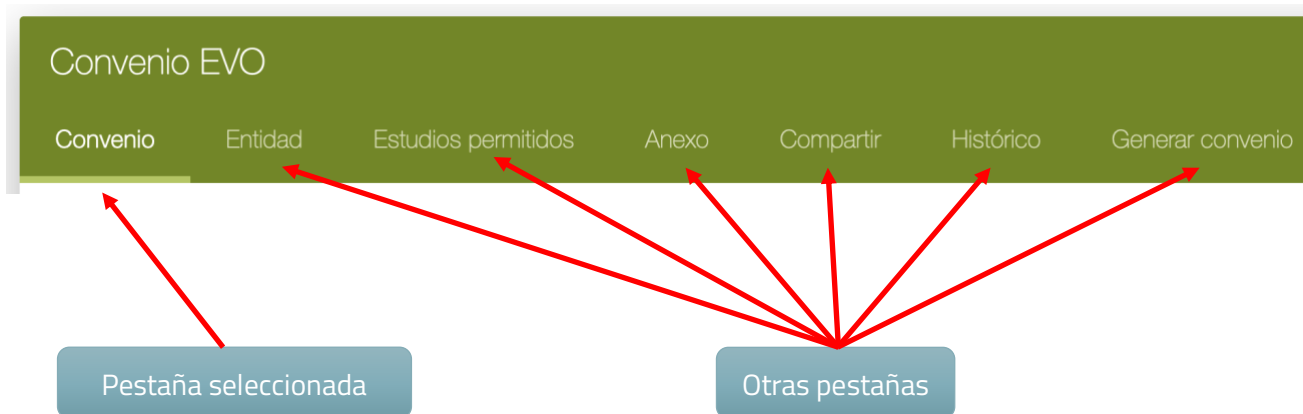 Convenio EVO
Convenio Entidad Estudios permitidos Anexo Compartir Histórico Generar convenio
Pestaña seleccionada Otras pestañas